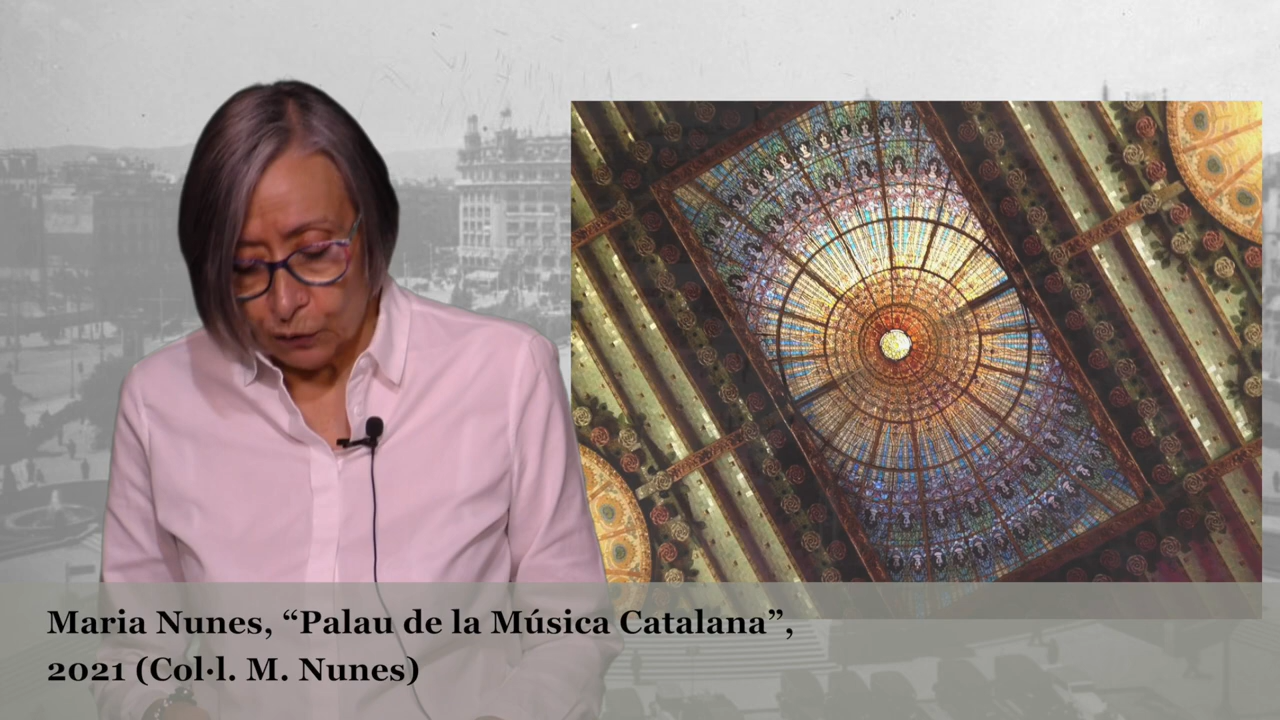 Maria Nunes, “Palau de la Música Catalana”,
2021 (Col·l. M. Nunes)